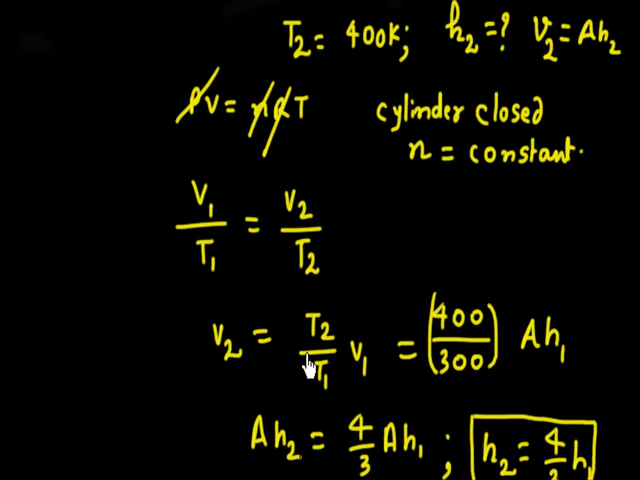 T₂ = 400K; h₂ = ? V₂ = Ah₂
PV = nRT cylinder closed
n = constant.
V₁/T₁ = V₂/T₂
V₂ = T₂/T₁ V₁ = (400/300) Ah₁
Ah₂ = 4/3 Ah₁ ; h₂ = 4/3 h₁